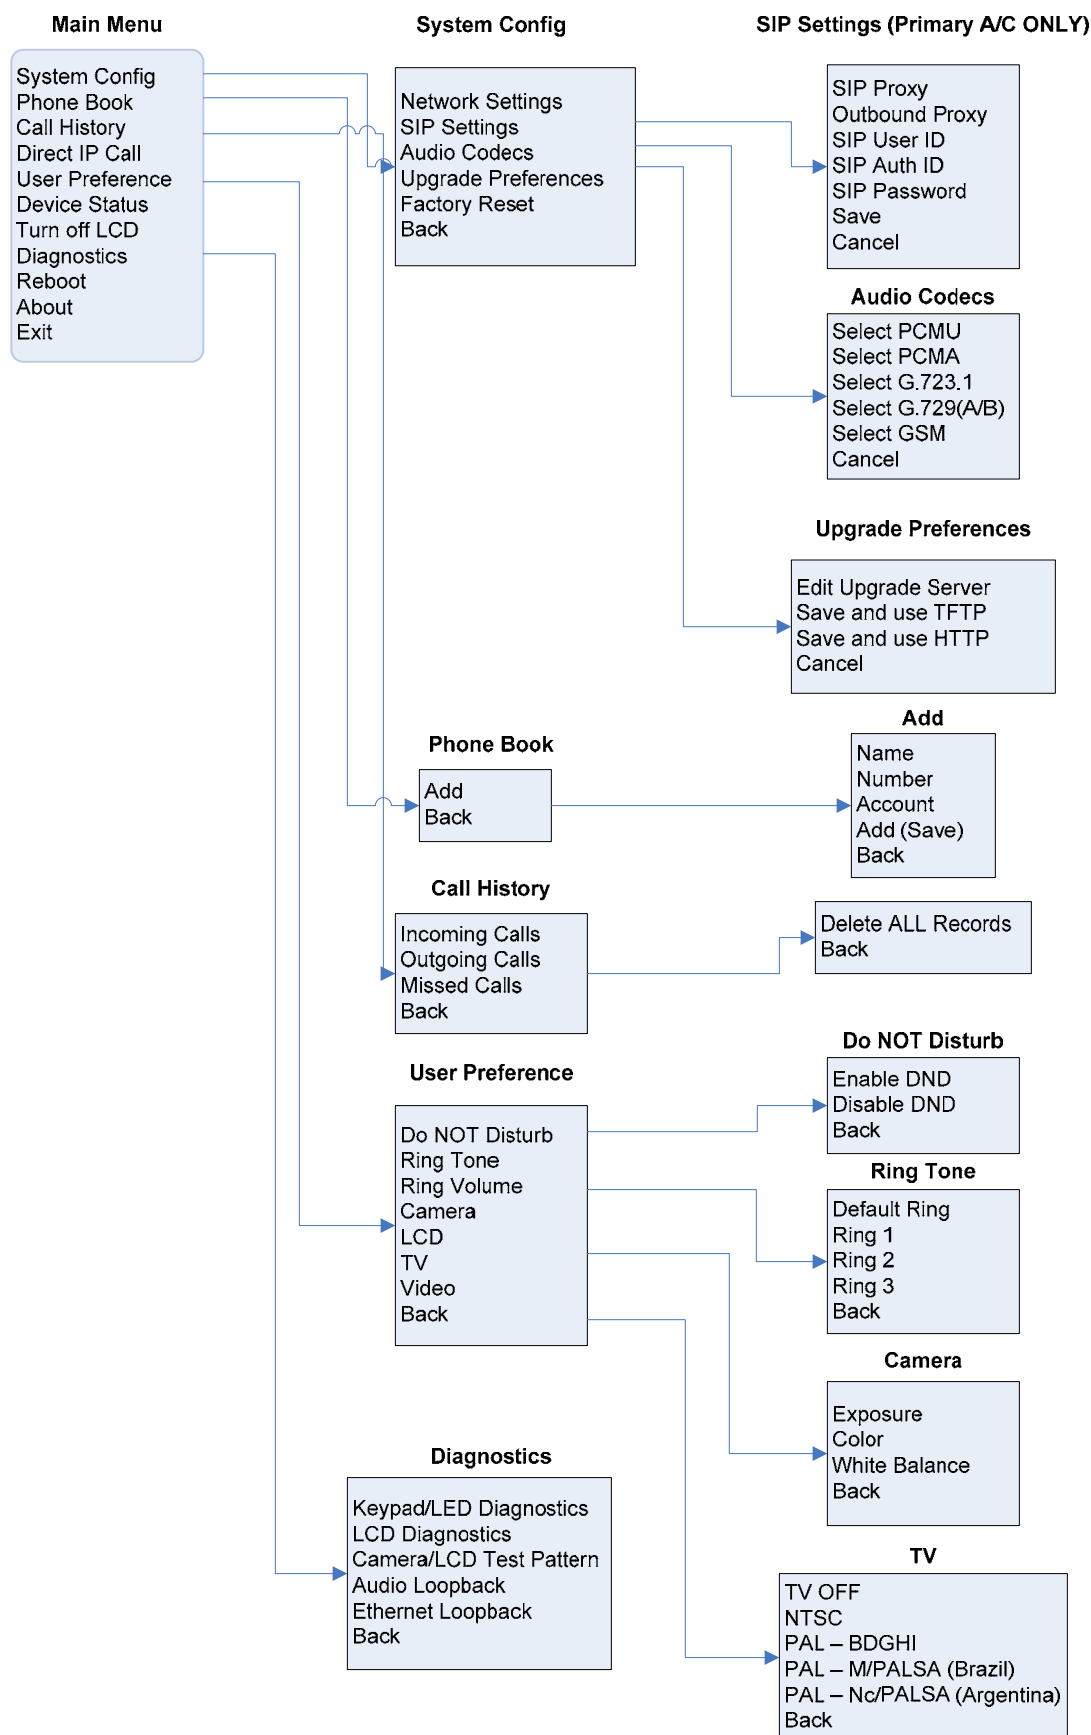 Main Menu
System Config
Phone Book
Call History
Direct IP Call
User Preference
Device Status
Turn off LCD
Diagnostics
Reboot
About
Exit
System Config
Network Settings
SIP Settings
Audio Codecs
Upgrade Preferences
Factory Reset
Back
SIP Settings (Primary A/C ONLY)
SIP Proxy
Outbound Proxy
SIP User ID
SIP Auth ID
SIP Password
Save
Cancel
Audio Codecs
Select PCMU
Select PCMA
Select G.723.1
Select G.729(A/B)
Select GSM
Cancel
Upgrade Preferences
Edit Upgrade Server
Save and use TFTP
Save and use HTTP
Cancel
Phone Book
Add
Back
Add
Name
Number
Account
Add (Save)
Back
Call History
Incoming Calls
Outgoing Calls
Missed Calls
Back
Delete ALL Records
Back
User Preference
Do NOT Disturb
Ring Tone
Ring Volume
Camera
LCD
TV
Video
Back
Do NOT Disturb
Enable DND
Disable DND
Back
Ring Tone
Default Ring
Ring 1
Ring 2
Ring 3
Back
Camera
Exposure
Color
White Balance
Back
Diagnostics
Keypad/LED Diagnostics
LCD Diagnostics
Camera/LCD Test Pattern
Audio Loopback
Ethernet Loopback
Back
TV
TV OFF
NTSC
PAL – BDGHI
PAL – M/PALSA (Brazil)
PAL – Nc/PALSA (Argentina)
Back